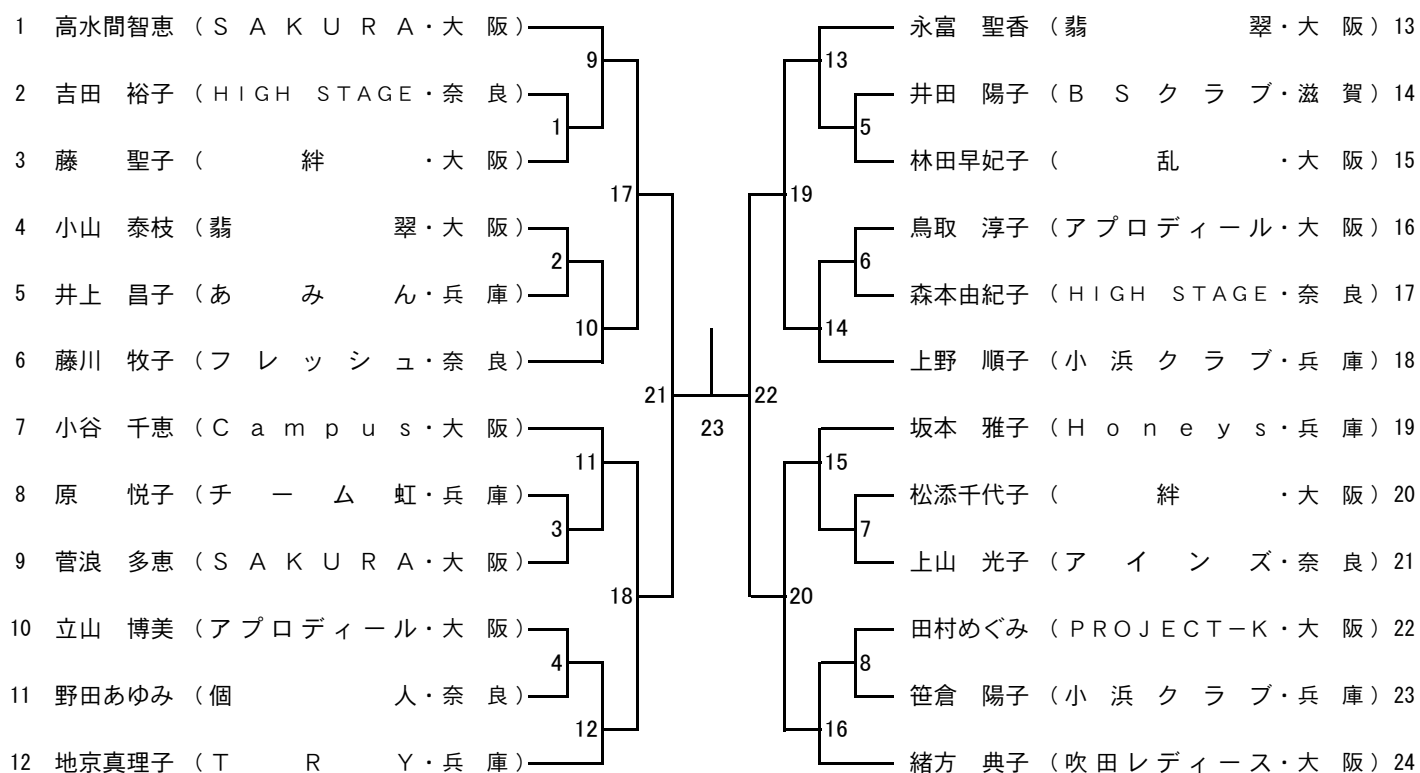 1 高水間智恵 (SAKURA・大 阪)
2 吉田 裕子 (HIGH STAGE・奈 良)
3 藤 聖子 (絆・大 阪)
4 小山 泰枝 (翡 翠・大 阪)
5 井上 昌子 (あ み ん・兵 庫)
6 藤川 牧子 (フレッシュ・奈 良)
7 小谷 千恵 (Campus・大 阪)
8 原 悦子 (チーム虹・兵 庫)
9 菅浪 多恵 (SAKURA・大 阪)
10 立山 博美 (アプロディール・大 阪)
11 野田あゆみ (個 人・奈 良)
12 地京真理子 (T R Y・兵 庫)
9
1
17
2
10
21
11
3
18
4
12
23
13
5
19
6
14
22
15
7
20
8
16
永富 聖香 (翡 翠・大 阪) 13
井田 陽子 (BSクラブ・滋 賀) 14
林田早妃子 (乱・大 阪) 15
鳥取 淳子 (アプロディール・大 阪) 16
森本由紀子 (HIGH STAGE・奈 良) 17
上野 順子 (小浜クラブ・兵 庫) 18
坂本 雅子 (Honeys・兵 庫) 19
松添千代子 (絆・大 阪) 20
上山 光子 (アインズ・奈 良) 21
田村めぐみ (PROJECT－K・大 阪) 22
笹倉 陽子 (小浜クラブ・兵 庫) 23
緒方 典子 (吹田レディース・大 阪) 24